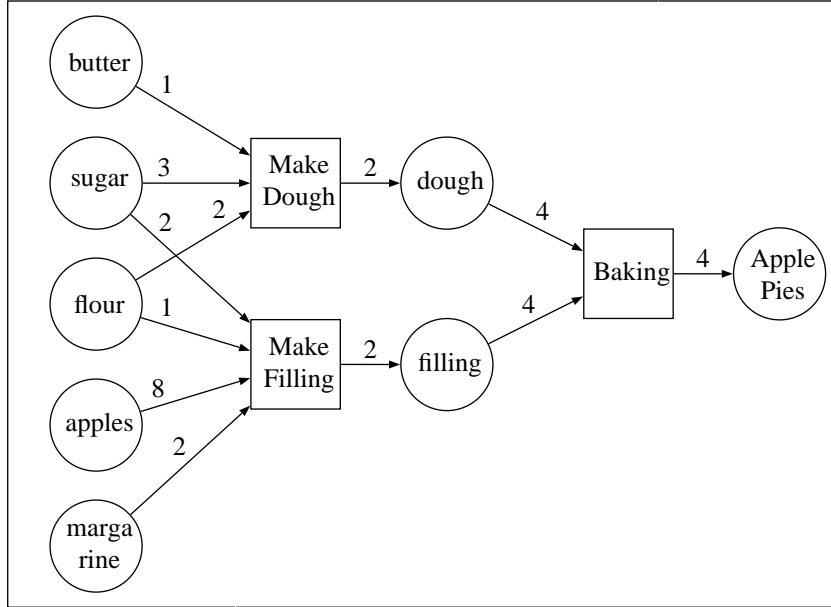 butter
1
sugar
3
2
2
Make
Dough
2
dough
4
flour
1
Make
Filling
2
filling
4
Baking
4
Apple
Pies
apples
8
2
marga
rine